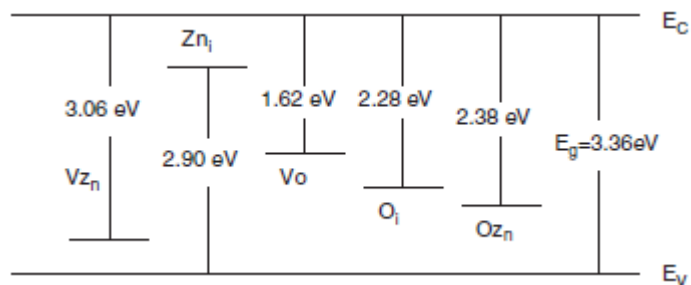 E_C
Zn_i
3.06 eV
1.62 eV
2.28 eV
2.38 eV
E_g=3.36eV
2.90 eV
Vz_n
Vo
O_i
Oz_n
E_V